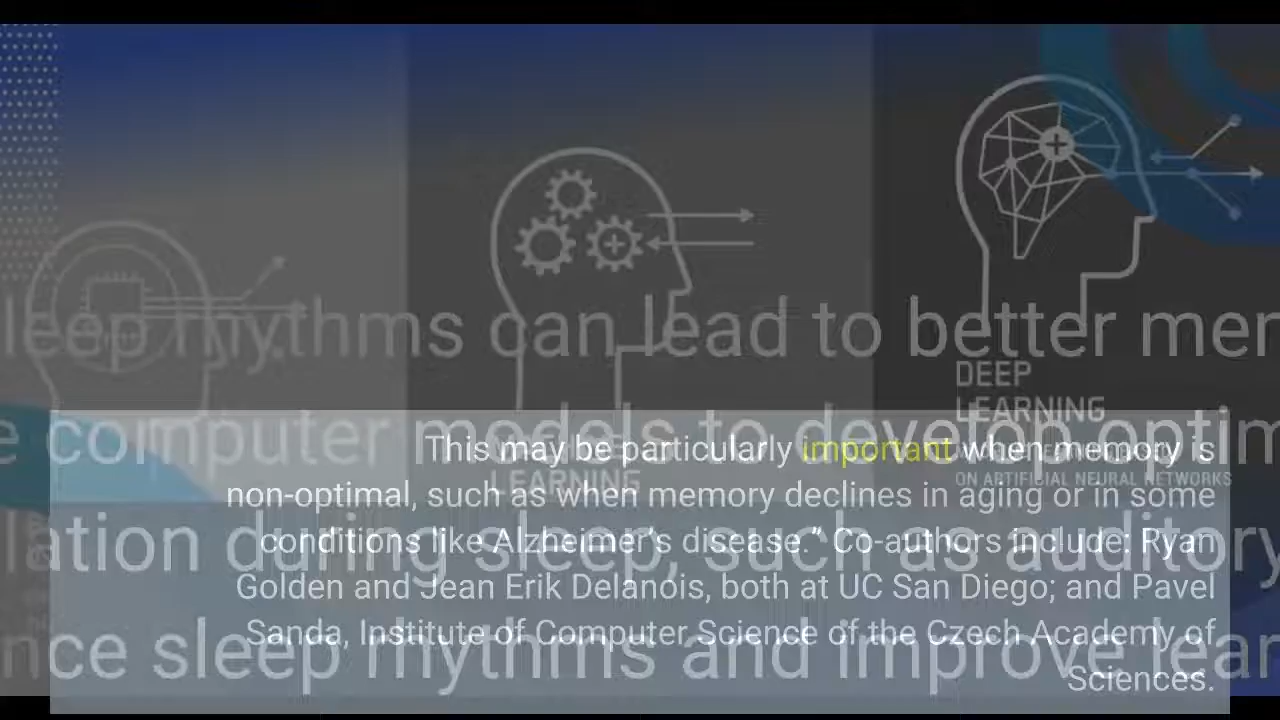 sleep rhythms can lead to better mem
DEEP
LEARNING
e computer models to develop optim
This may be particularly important when memory is
LEARNING
ON ARTIFICIAL NEURAL NETWORKS
non-optimal, such as when memory declines in aging or in some
lation during sleep, such as auditory
conditions like Alzheimer's disease.” Co-authors include: Ryan
Golden and Jean Erik Delanois, both at UC San Diego; and Pavel
Sanda, Institute of Computer Science of the Czech Academy of
nce sleep rhythms and improve lear
Sciences.